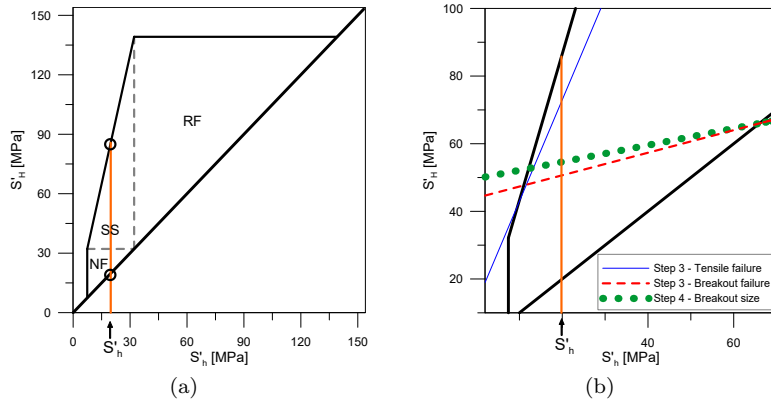 150
120
90
60
30
0
S'H [MPa]
RF
SS
NF
0
30
60
90
120
150
S'h
S'h [MPa]
(a)
100
80
60
40
20
S'H [MPa]
Step 3 - Tensile failure
Step 3 - Breakout failure
Step 4 - Breakout size
40
60
S'h
S'h [MPa]
(b)